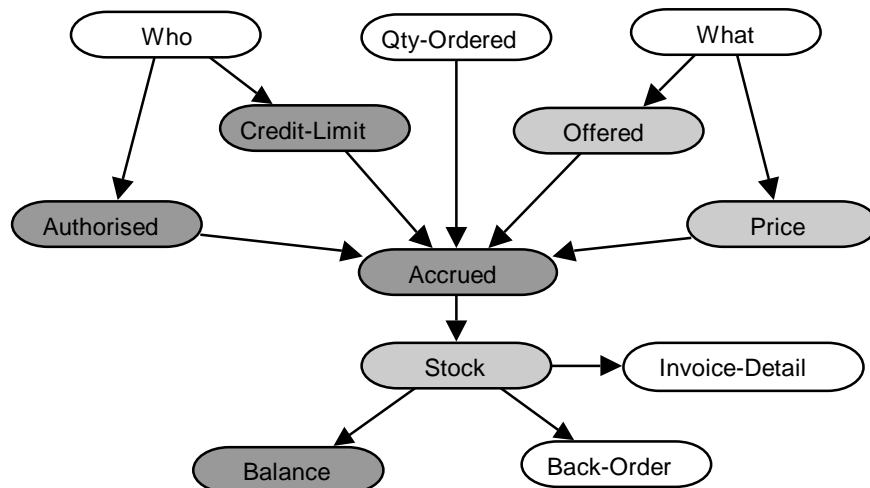 Who
Qty-Ordered
What
Credit-Limit
Offered
Authorised
Price
Accrued
Stock
Invoice-Detail
Balance
Back-Order